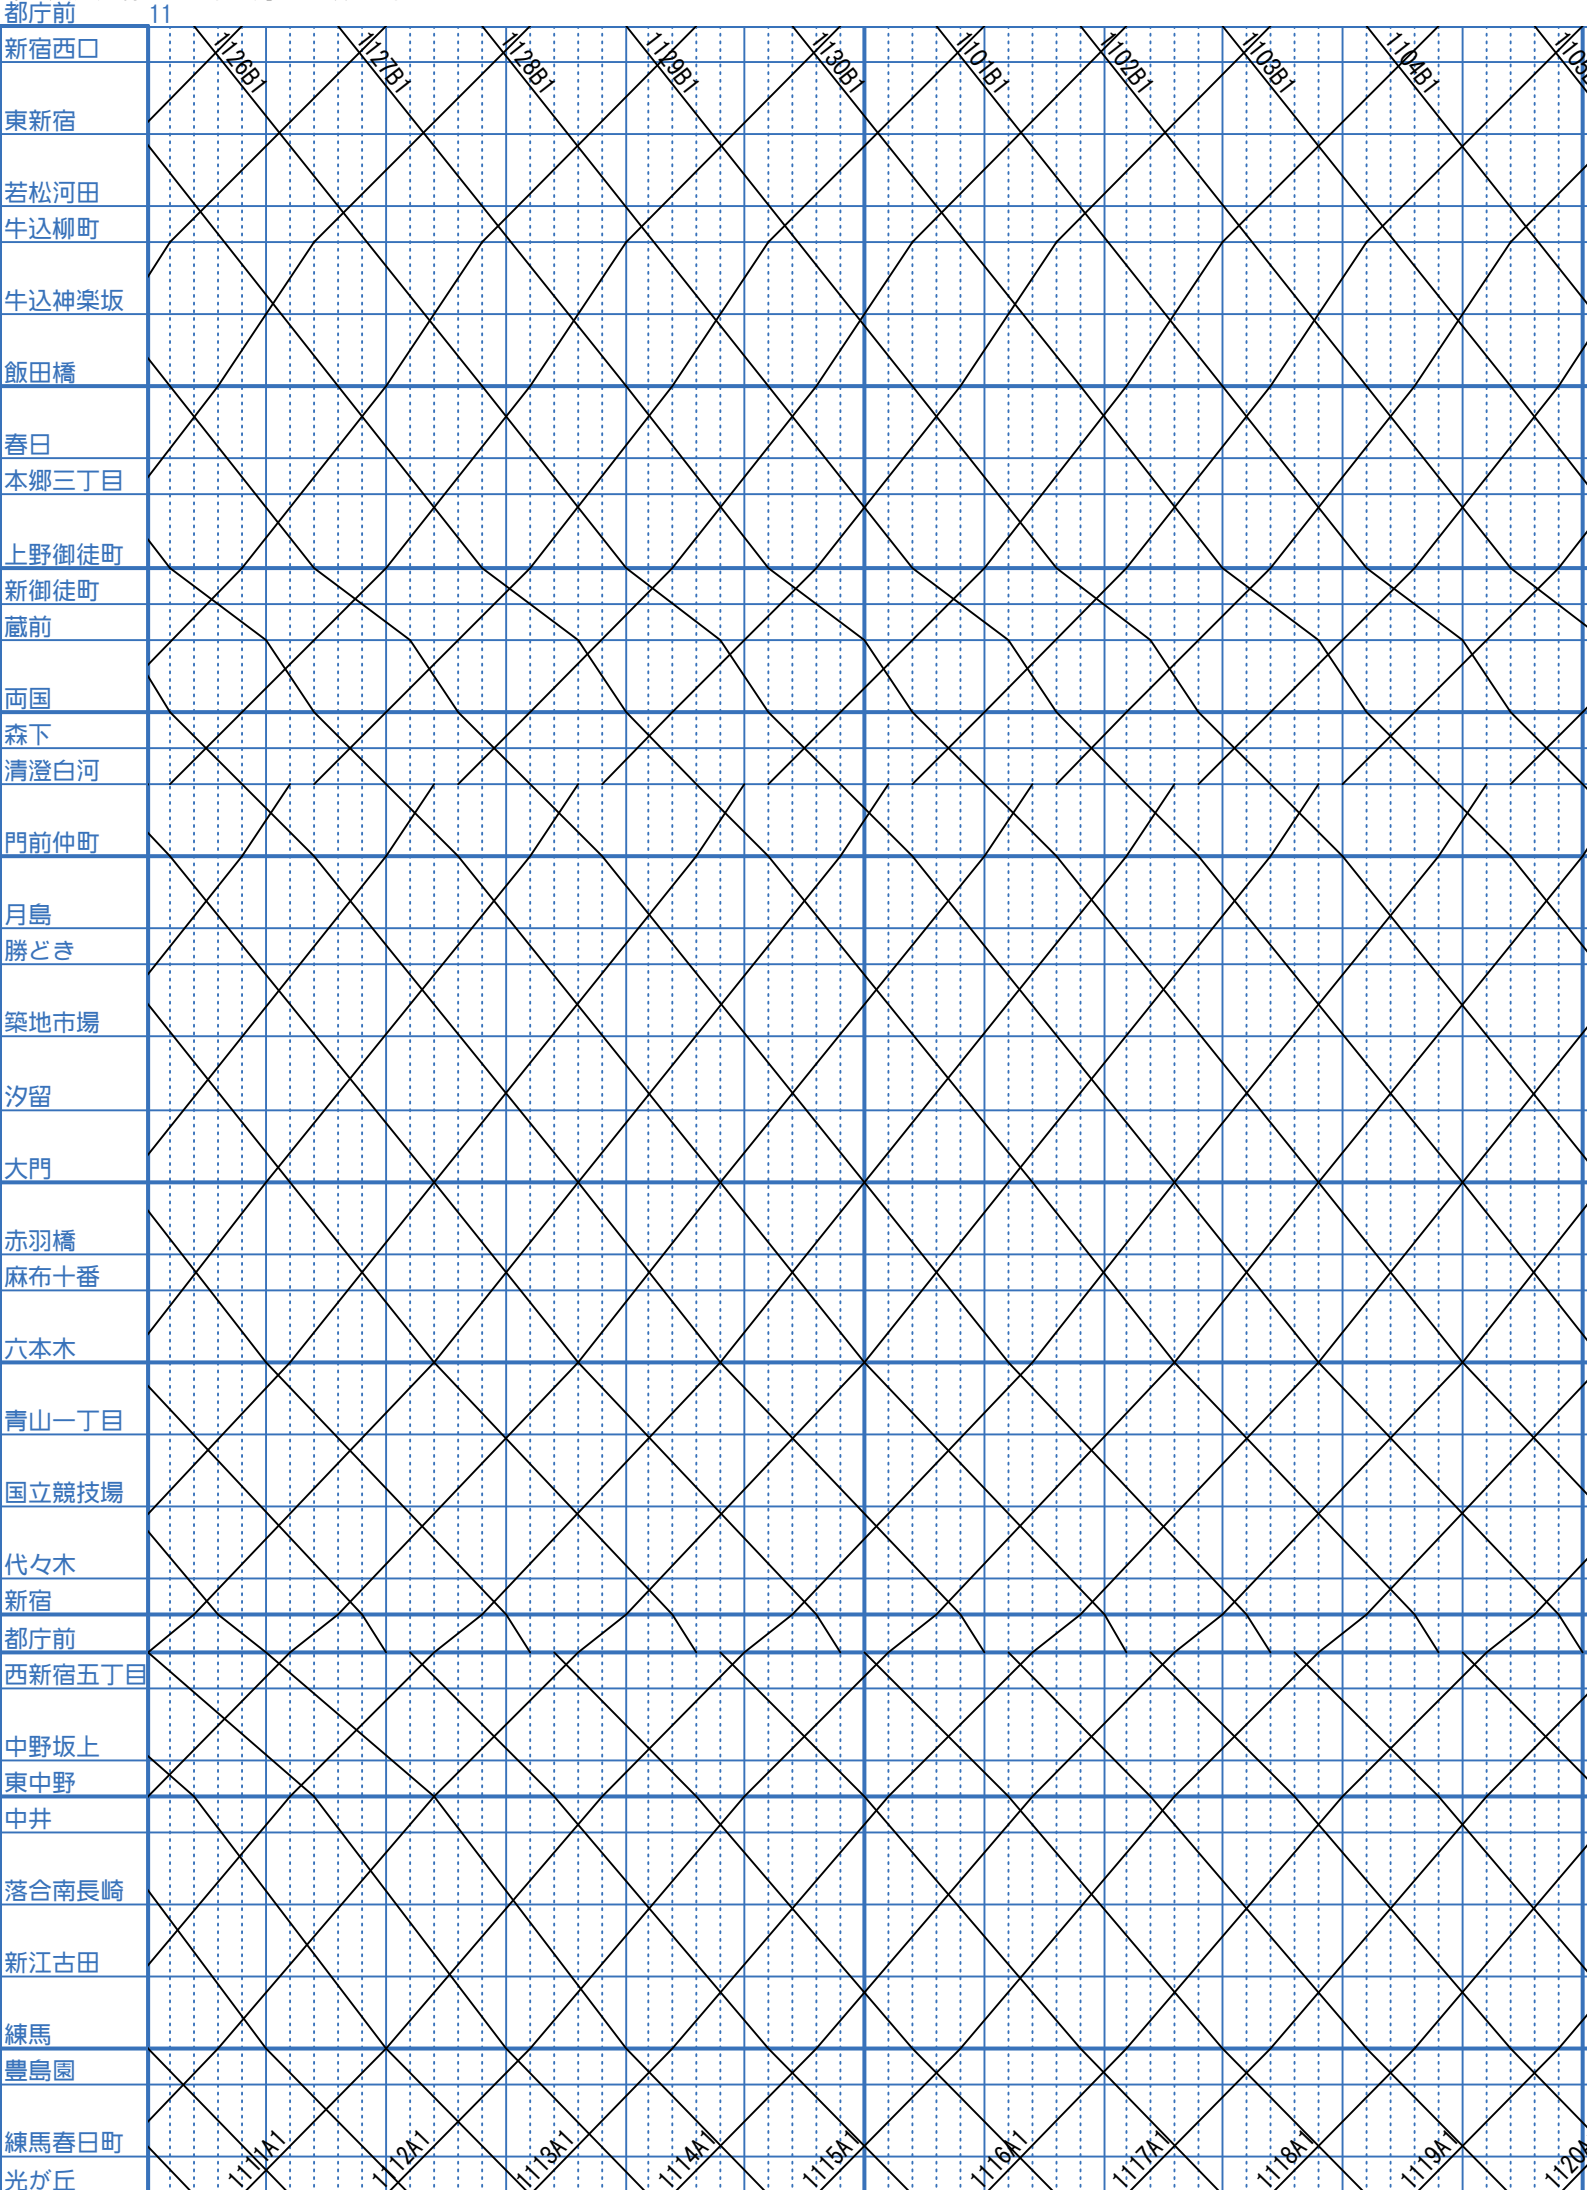 都庁前 11
新宿西口 1126B1 1127B1 1128B1 1129B1 1130B1 1101B1 1102B1 1103B1 1104B1
東新宿
若松河田
牛込柳町
牛込神楽坂
飯田橋
春日
本郷三丁目
上野御徒町
新御徒町
蔵前
両国
森下
清澄白河
門前仲町
月島
勝どき
築地市場
汐留
大門
赤羽橋
麻布十番
六本木
青山一丁目
国立競技場
代々木
新宿
都庁前
西新宿五丁目
中野坂上
東中野
中井
落合南長崎
新江古田
練馬
豊島園
練馬春日町 1111A1 1112A1 1113A1 1114A1 1115A1 1116A1 1117A1 1118A1 1119A1
光が丘